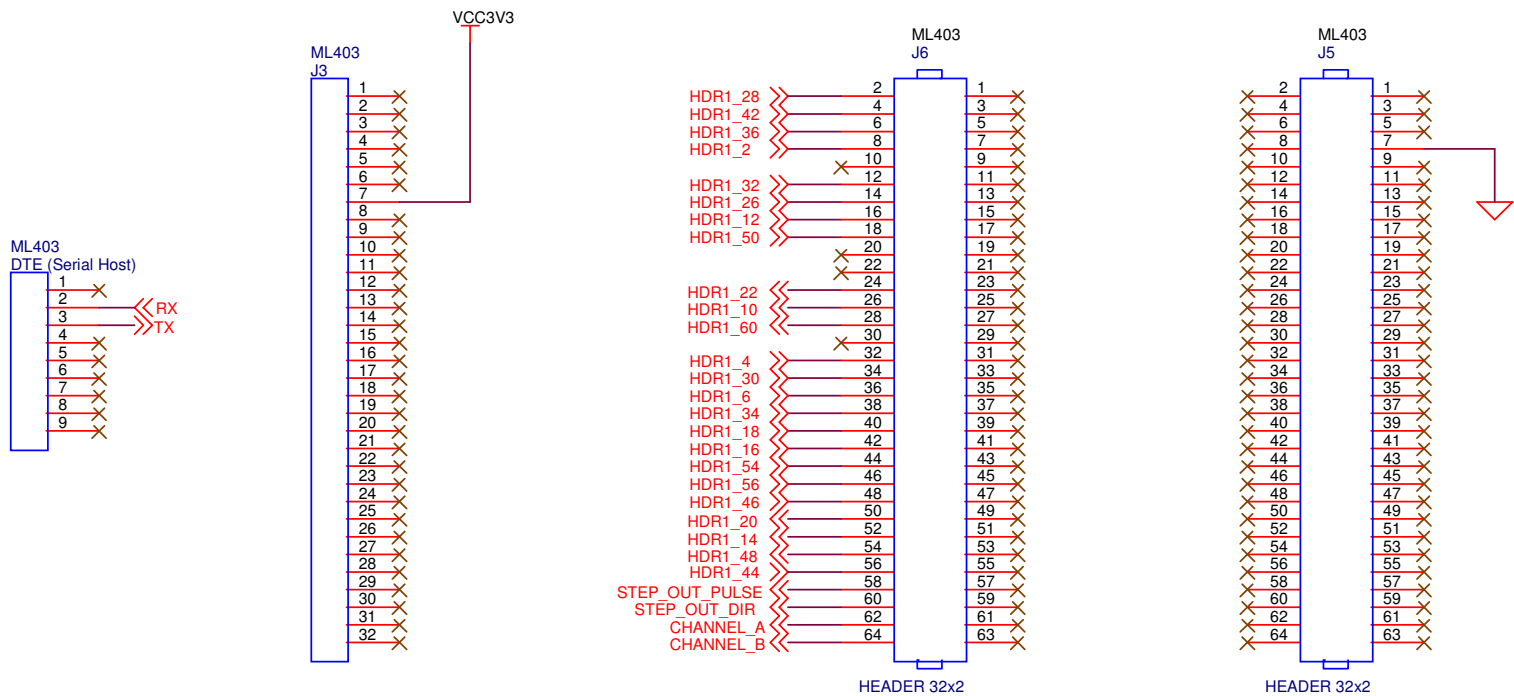 VCC3V3
ML403
DTE (Serial Host)
1
2
3
4
5
6
7
8
9
RX
TX
ML403
J3
1
2
3
4
5
6
7
8
9
10
11
12
13
14
15
16
17
18
19
20
21
22
23
24
25
26
27
28
29
30
31
32
ML403
J6
HDR1_28 2 1
HDR1_42 4 3
HDR1_36 6 5
HDR1_2 8 7
10 9
HDR1_32 12 11
HDR1_26 14 13
HDR1_12 16 15
HDR1_50 18 17
20 19
22 21
HDR1_22 24 23
HDR1_10 26 25
HDR1_60 28 27
30 29
HDR1_4 32 31
HDR1_30 34 33
HDR1_6 36 35
HDR1_34 38 37
HDR1_18 40 39
HDR1_16 42 41
HDR1_54 44 43
HDR1_56 46 45
HDR1_46 48 47
HDR1_20 50 49
HDR1_14 52 51
HDR1_48 54 53
HDR1_44 56 55
STEP_OUT_PULSE 58 57
STEP_OUT_DIR 60 59
CHANNEL_A 62 61
CHANNEL_B 64 63
HEADER 32x2
ML403
J5
2 1
4 3
6 5
8 7
10 9
12 11
14 13
16 15
18 17
20 19
22 21
24 23
26 25
28 27
30 29
32 31
34 33
36 35
38 37
40 39
42 41
44 43
46 45
48 47
50 49
52 51
54 53
56 55
58 57
60 59
62 61
64 63
HEADER 32x2